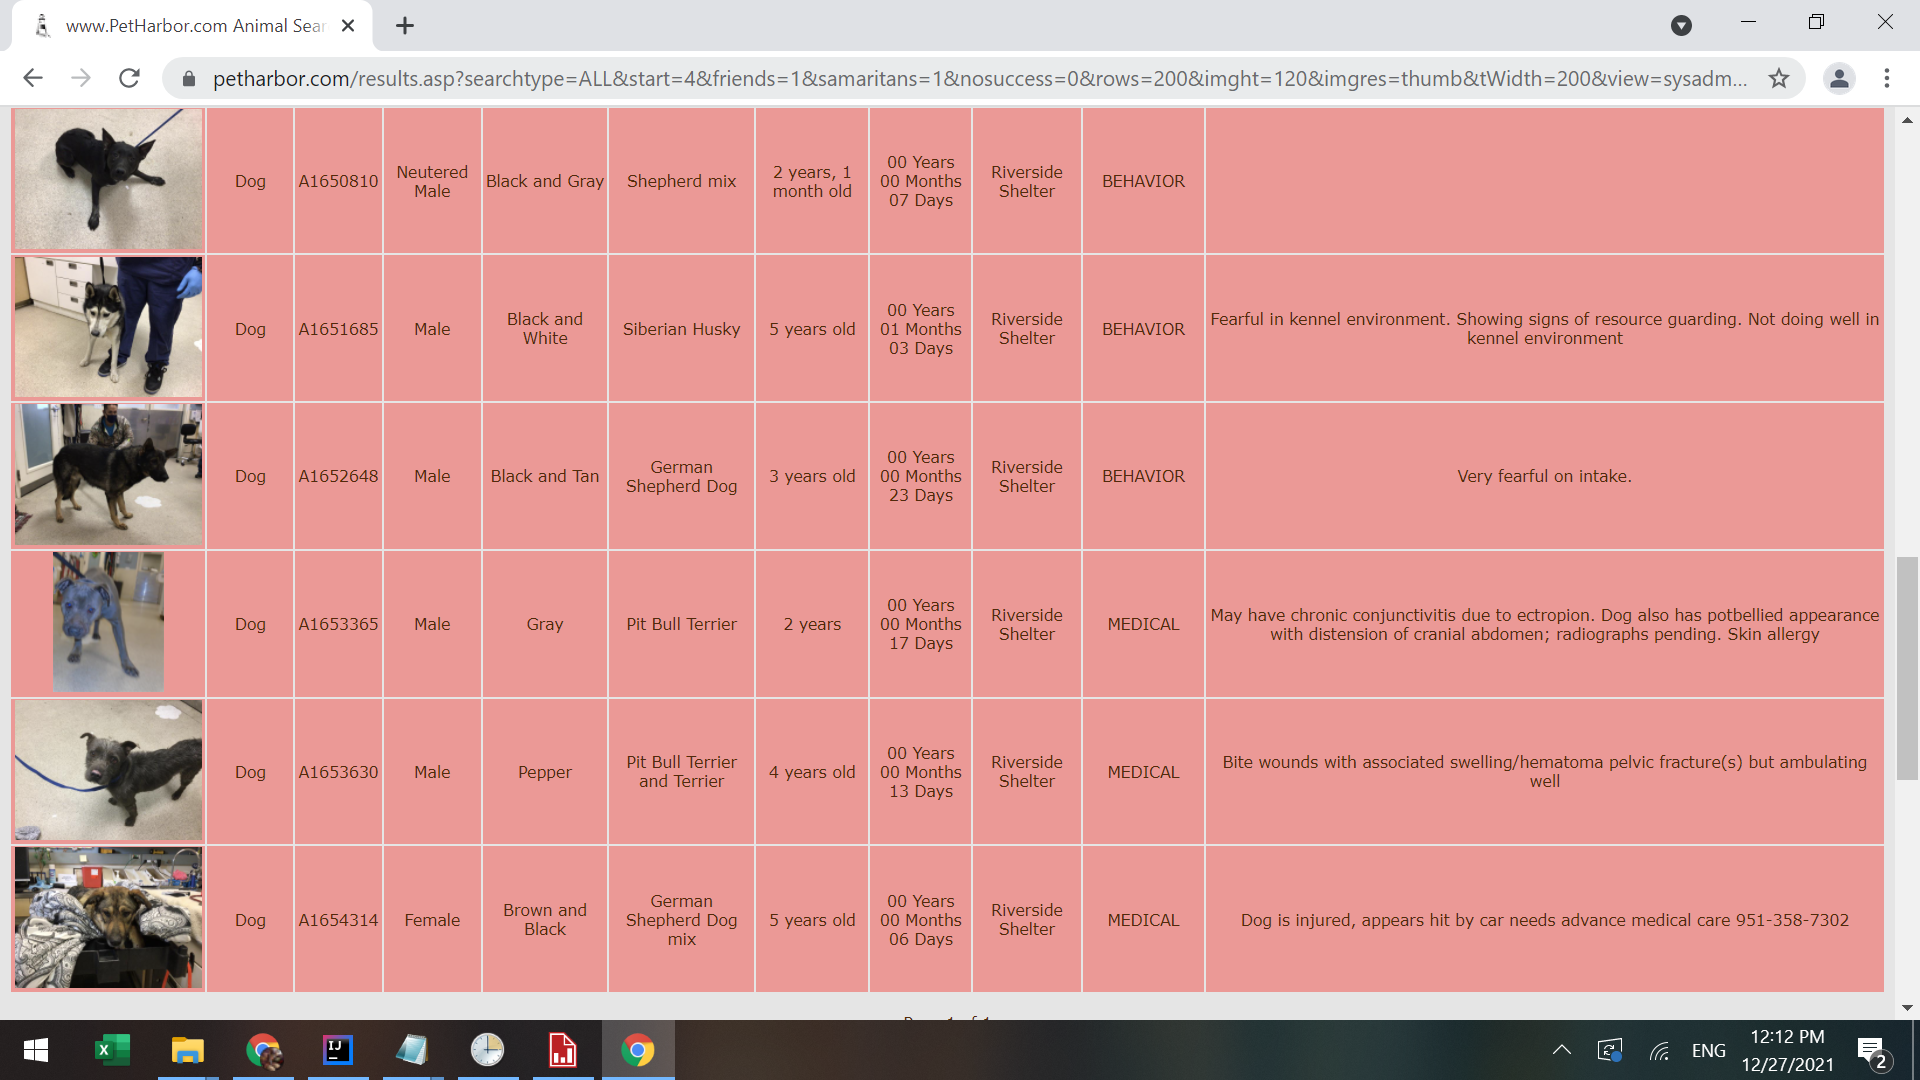 www.PetHarbor.com Animal Sear
petharbor.com/results.asp?searchtype=ALL&start=4&friends=1&samaritans=1&nosuccess=0&rows=200&imght=120&imgres=thumb&tWidth=200&view=sysadm...
Dog
A1650810
Neutered
Male
Black and Gray
Shepherd mix
2 years, 1
month old
00 Years
00 Months
07 Days
Riverside
Shelter
BEHAVIOR
Dog
A1651685
Male
Black and
White
Siberian Husky
5 years old
00 Years
01 Months
03 Days
Riverside
Shelter
BEHAVIOR
Fearful in kennel environment. Showing signs of resource guarding. Not doing well in
kennel environment
Dog
A1652648
Male
Black and Tan
German
Shepherd Dog
3 years old
00 Years
00 Months
23 Days
Riverside
Shelter
BEHAVIOR
Very fearful on intake.
Dog
A1653365
Male
Gray
Pit Bull Terrier
2 years
00 Years
00 Months
17 Days
Riverside
Shelter
MEDICAL
May have chronic conjunctivitis due to ectropion. Dog also has potbellied appearance
with distension of cranial abdomen; radiographs pending. Skin allergy
Dog
A1653630
Male
Pepper
Pit Bull Terrier
and Terrier
4 years old
00 Years
00 Months
13 Days
Riverside
Shelter
MEDICAL
Bite wounds with associated swelling/hematoma pelvic fracture(s) but ambulating
well
Dog
A1654314
Female
Brown and
Black
German
Shepherd Dog
mix
5 years old
00 Years
00 Months
06 Days
Riverside
Shelter
MEDICAL
Dog is injured, appears hit by car needs advance medical care 951-358-7302
IJ
ENG
12:12 PM
12/27/2021
2